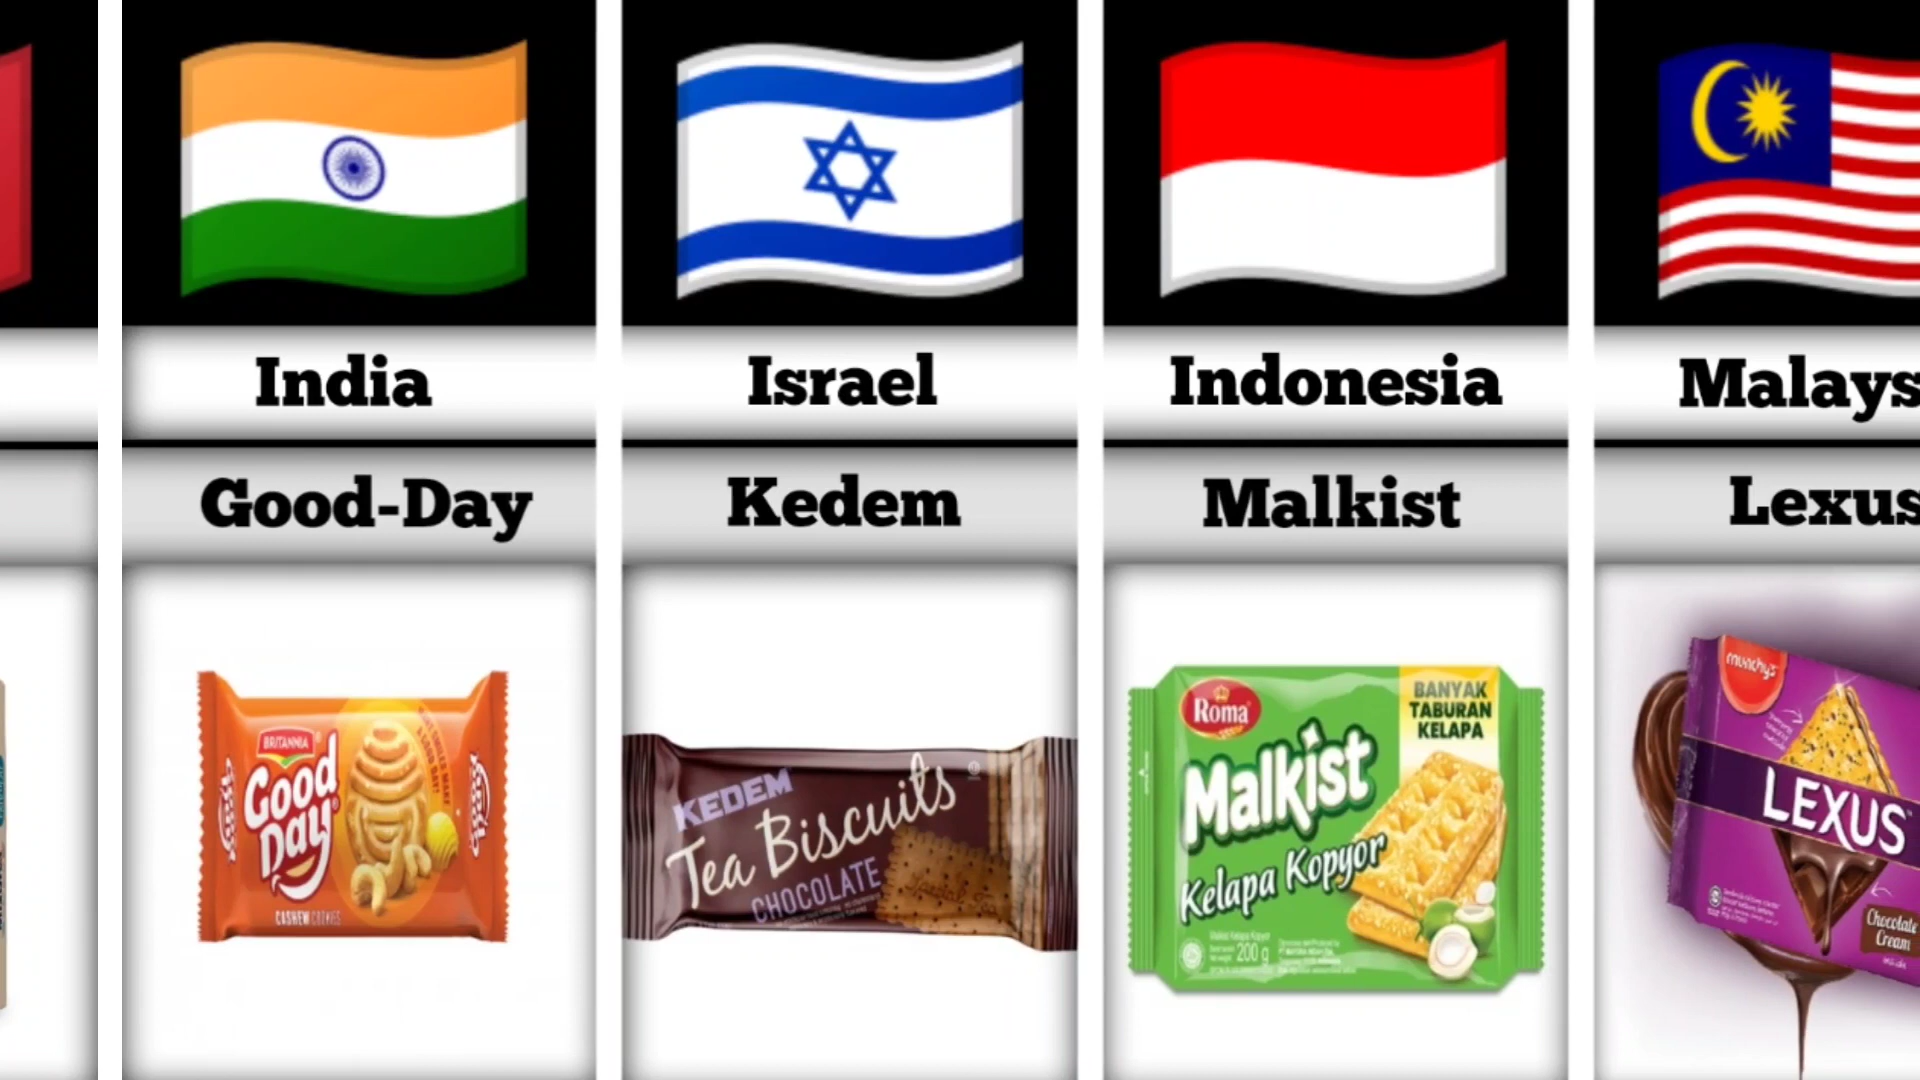 India
Israel
Indonesia
Malays
Good-Day
Kedem
Malkist
Lexus
BRITANNIA
Good
Day
CASHEW COOKIES
KEDEM
Tea Biscuits
CHOCOLATE
Roma
BANYAK
TABURAN
KELAPA
Malkist
Kelapa Kopyor
200 g
munchy's
LEXUS
Chocolate
Cream